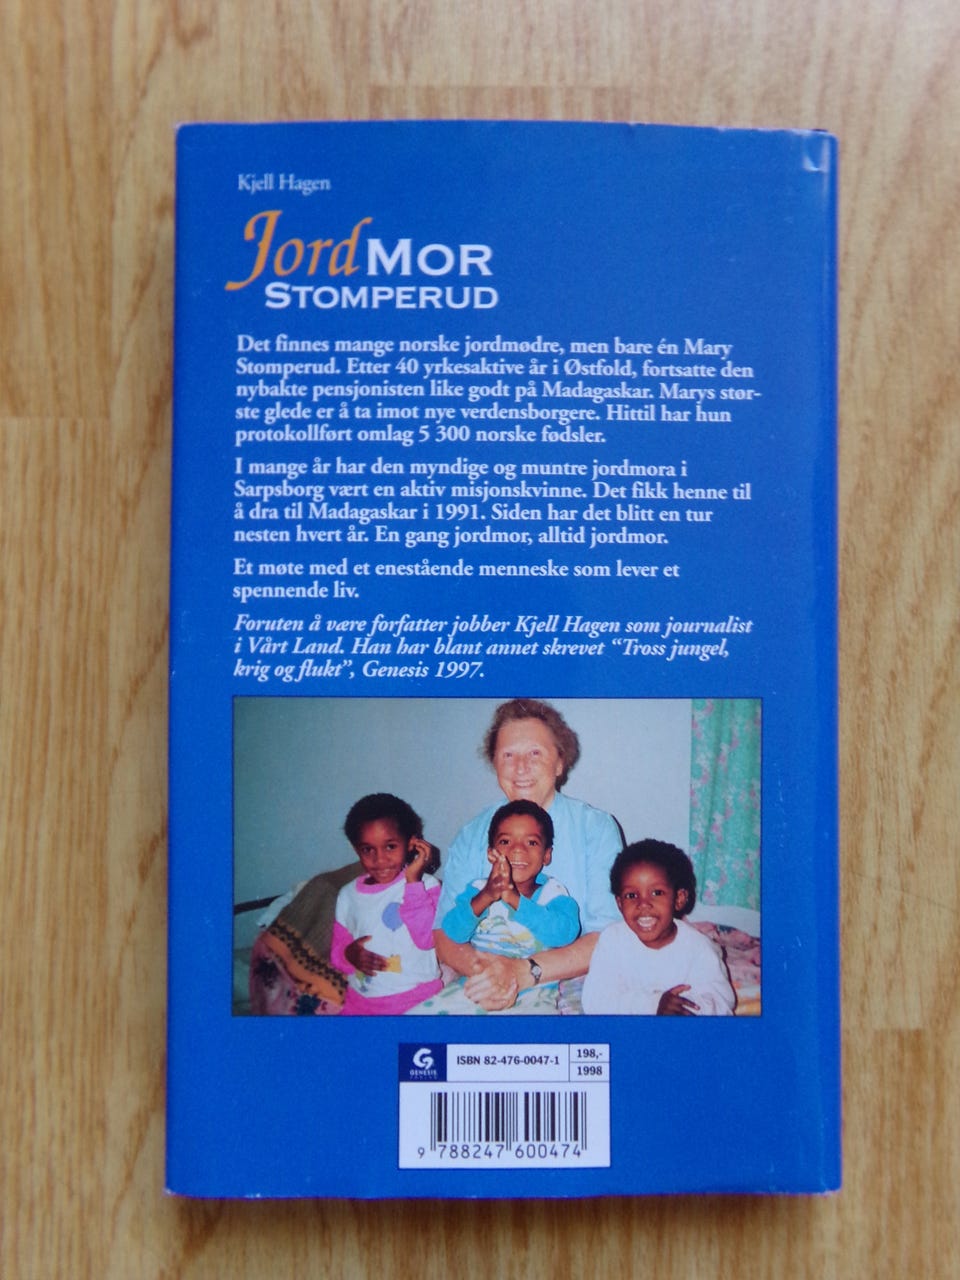 Kjell Hagen
Jord MOR
STOMPERUD
Det finnes mange norske jordmødre, men bare én Mary
Stomperud. Etter 40 yrkesaktive år i Østfold, fortsatte den
nybakte pensjonisten like godt på Madagaskar. Marys stør-
ste glede er å ta imot nye verdensborgere. Hittil har hun
protokollført omlag 5 300 norske fødsler.
I mange år har den myndige og muntre jordmora i
Sarpsborg vært en aktiv misjonskvinne. Det fikk henne til
å dra til Madagaskar i 1991. Siden har det blitt en tur
nesten hvert år. En gang jordmor, alltid jordmor.
Et møte med et enestående menneske som lever et
spennende liv.
Foruten å være forfatter jobber Kjell Hagen som journalist
i Vårt Land. Han har blant annet skrevet “Tross jungel,
krig og flukt”, Genesis 1997.
GENESIS
ISBN 82-476-0047-1
198,-
1998
9 788247 600474